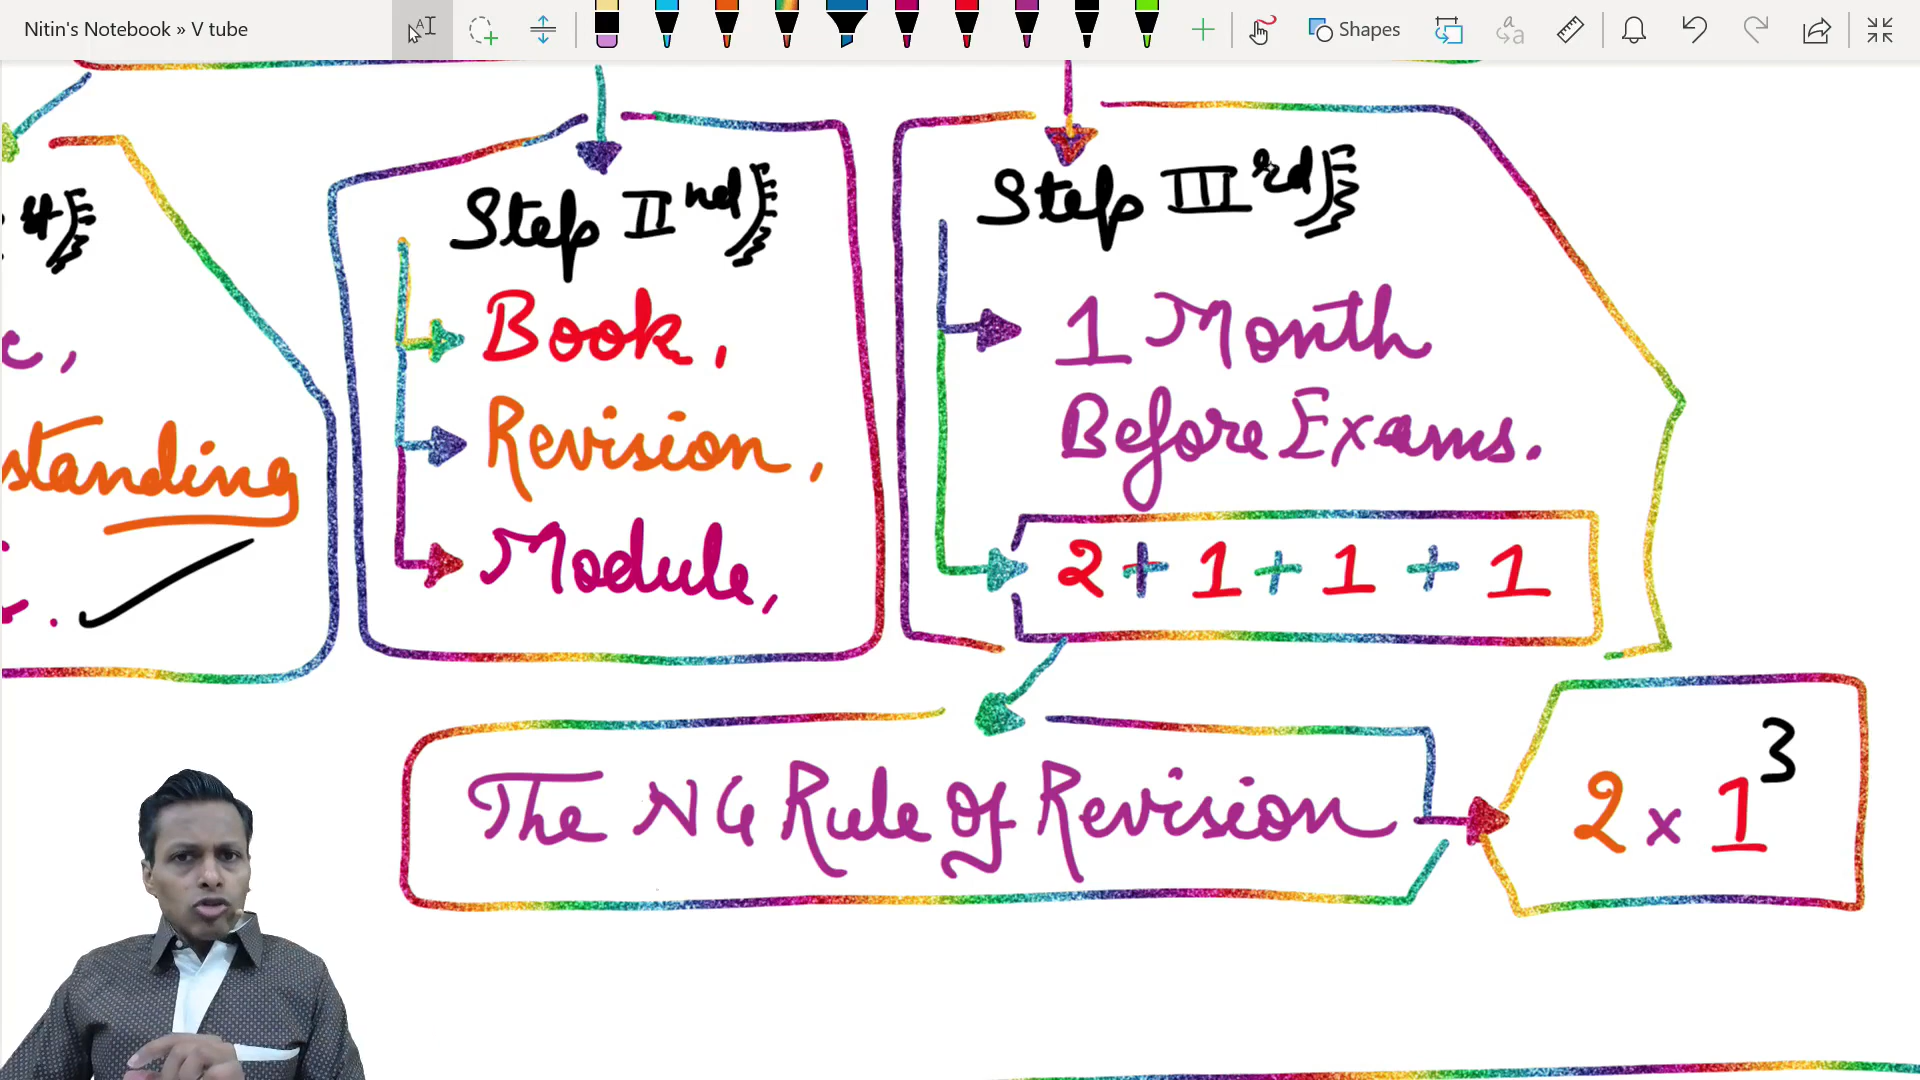 Nitin's Notebook » V tube
Shapes
Step IInd
Book,
Revision,
Module,
Step IIIrd
1 Month
Before Exams.
2 + 1 + 1 + 1
standing
The NG Rule Of Revision
2 x 1³